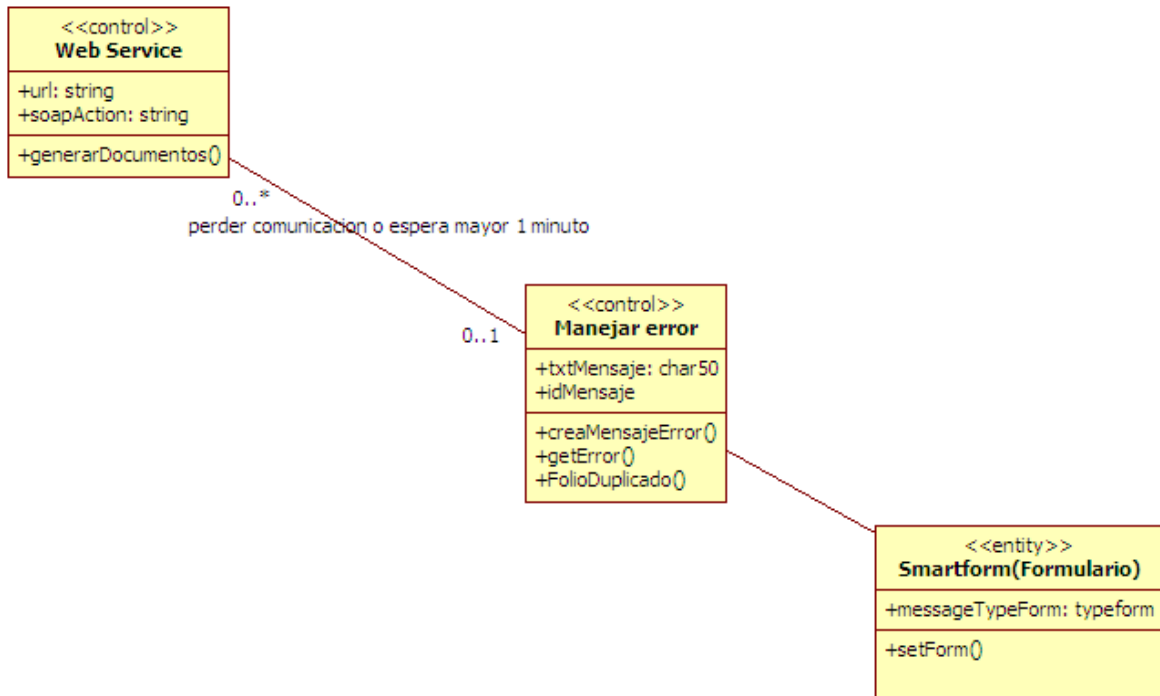 <<control>>
Web Service
+url: string
+soapAction: string
+generarDocumentos()
0..*
perder comunicacion o espera mayor 1 minuto
0..1
<<control>>
Manejar error
+txtMensaje: char50
+idMensaje
+creaMensajeError()
+getError()
+FolioDuplicado()
<<entity>>
Smartform(Formulario)
+messageTypeForm: typeform
+setForm()